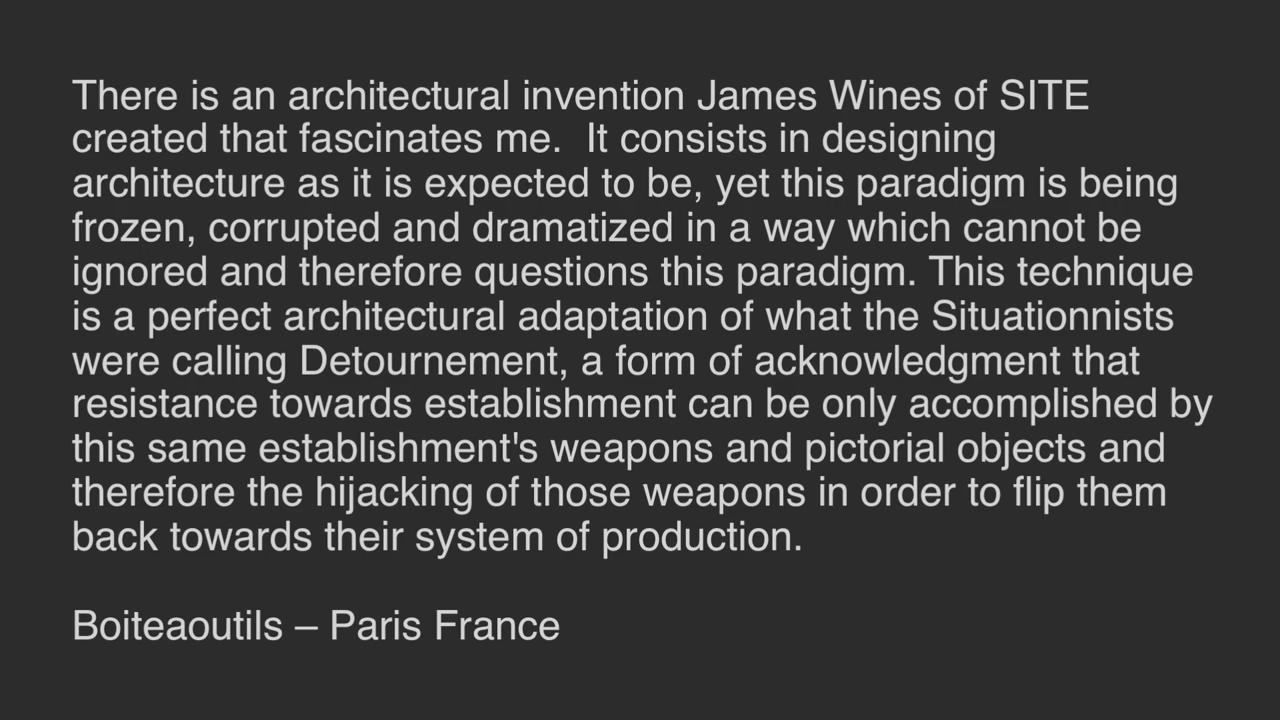 There is an architectural invention James Wines of SITE
created that fascinates me.  It consists in designing
architecture as it is expected to be, yet this paradigm is being
frozen, corrupted and dramatized in a way which cannot be
ignored and therefore questions this paradigm. This technique
is a perfect architectural adaptation of what the Situationnists
were calling Detournement, a form of acknowledgment that
resistance towards establishment can be only accomplished by
this same establishment's weapons and pictorial objects and
therefore the hijacking of those weapons in order to flip them
back towards their system of production.
Boiteaoutils – Paris France